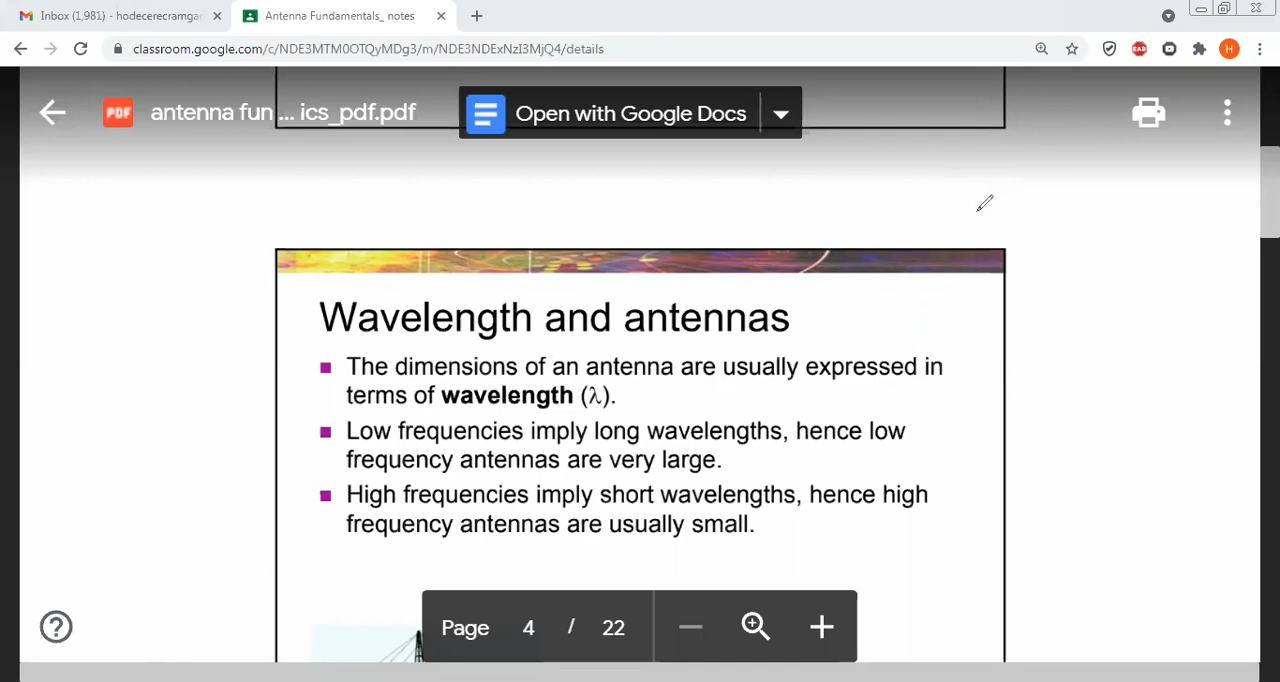 Inbox (1,981) - hodecerecramgar
Antenna Fundamentals_ notes
classroom.google.com/c/NDE3MTM0OTQyMDg3/m/NDE3NDExNzI3MjQ4/details
EAD
H
PDF
antenna fun ... ics_pdf.pdf
Open with Google Docs
Wavelength and antennas
The dimensions of an antenna are usually expressed in
terms of wavelength (λ).
Low frequencies imply long wavelengths, hence low
frequency antennas are very large.
High frequencies imply short wavelengths, hence high
frequency antennas are usually small.
Page 4 / 22